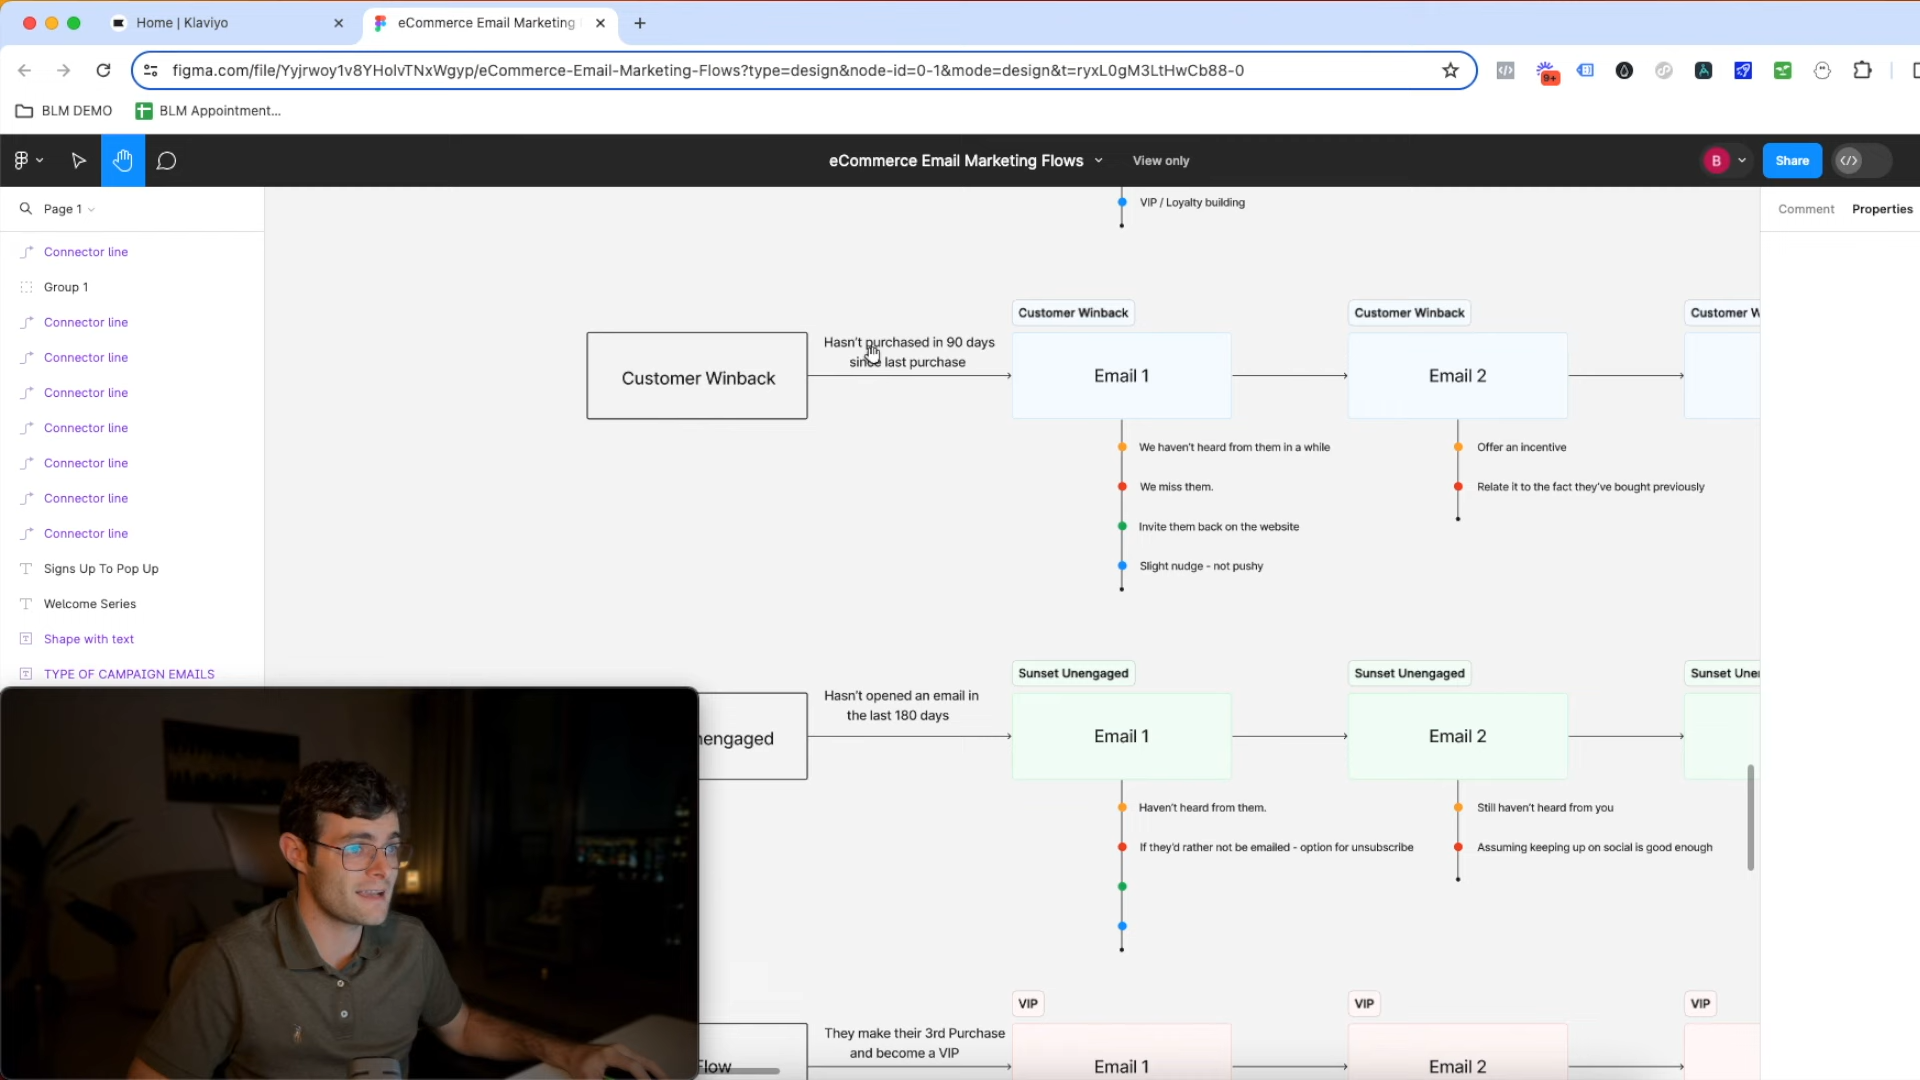 Home | Klaviyo
eCommerce Email Marketing
figma.com/file/Yyjrwoy1v8YHolvTNxWgyp/eCommerce-Email-Marketing-Flows?type=design&node-id=0-1&mode=design&t=ryxL0gM3LtHwCb88-0
9+
BLM DEMO
BLM Appointment...
eCommerce Email Marketing Flows
View only
B
Share
Page 1
Comment
Properties
Connector line
Group 1
Connector line
Connector line
Connector line
Connector line
Connector line
Connector line
Connector line
Signs Up To Pop Up
Welcome Series
Shape with text
TYPE OF CAMPAIGN EMAILS
VIP / Loyalty building
Customer Winback
Hasn't purchased in 90 days
since last purchase
Customer Winback
Email 1
We haven't heard from them in a while
We miss them.
Invite them back on the website
Slight nudge - not pushy
Customer Winback
Email 2
Offer an incentive
Relate it to the fact they've bought previously
Customer W
nengaged
Hasn't opened an email in
the last 180 days
Sunset Unengaged
Email 1
Haven't heard from them.
If they'd rather not be emailed - option for unsubscribe
Sunset Unengaged
Email 2
Still haven't heard from you
Assuming keeping up on social is good enough
Sunset Une
Flow
They make their 3rd Purchase
and become a VIP
VIP
Email 1
VIP
Email 2
VIP